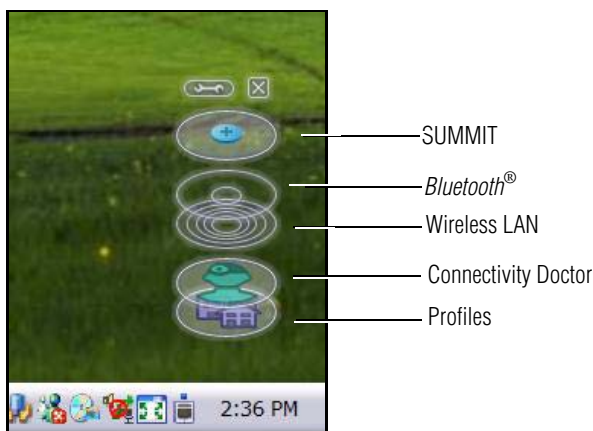 SUMMIT
Bluetooth®
Wireless LAN
Connectivity Doctor
Profiles
2:36 PM